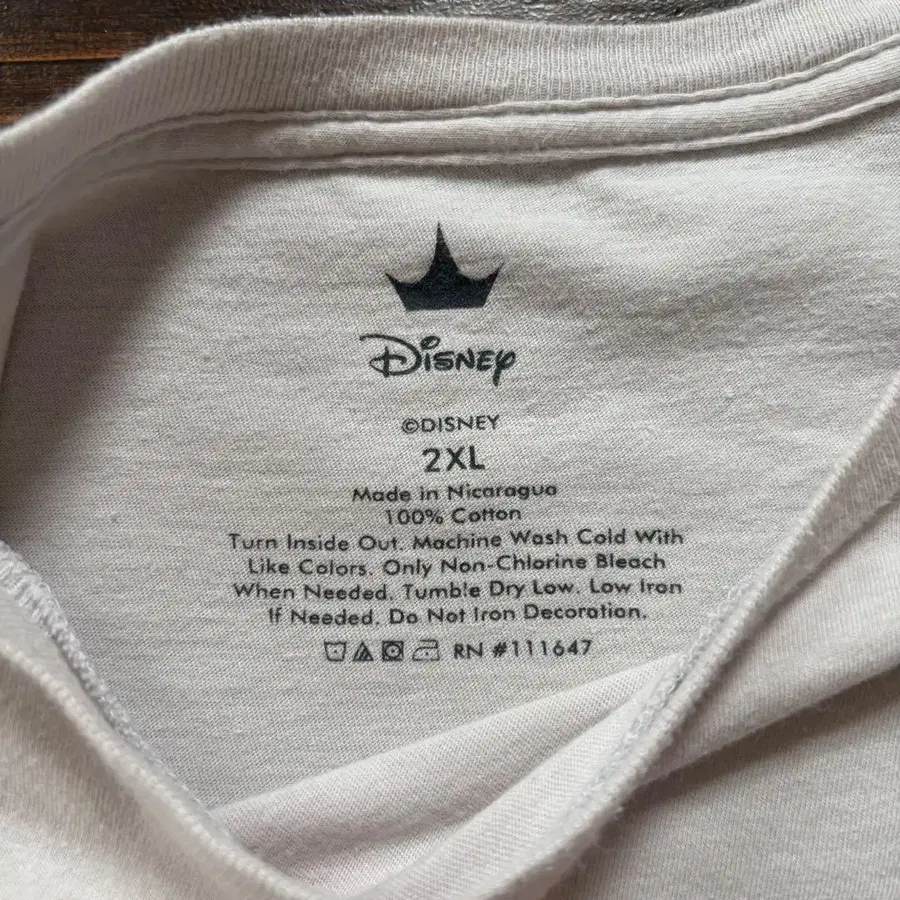 Disney
©DISNEY
2XL
Made in Nicaragua
100% Cotton
Turn Inside Out. Machine Wash Cold With
Like Colors. Only Non-Chlorine Bleach
When Needed. Tumble Dry Low. Low Iron
If Needed. Do Not Iron Decoration.
RN #111647